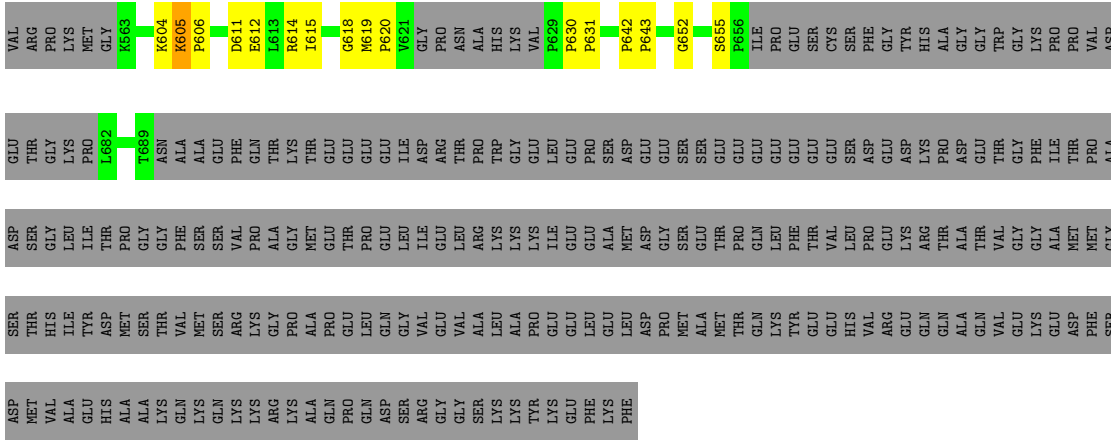 VAL ARG PRO LYS MET GLY K563 K604 K605 P606 D611 E612 L613 R614 I615 G618 M619 P620 V621 GLY PRO ASN ALA HIS LYS VAL P629 P630 P631 P642 P643 G652 S655 P656 ILE PRO GLU SER CYS SER PHE GLY TYR HIS ALA GLY GLY TRP GLY LYS PRO PRO VAL ASP
GLU THR GLY LYS PRO L682 T689 ASN ALA ALA GLU PHE GLN THR LYS THR GLU GLU GLU GLU ILE ASP ARG THR PRO TRP GLY GLU LEU GLU PRO SER ASP GLU GLU SER SER GLU GLU GLU GLU GLU GLU GLU SER ASP GLU ASP LYS PRO ASP GLU THR GLY PHE ILE THR PRO ALA
ASP SER GLY LEU ILE THR PRO GLY GLY PHE SER SER VAL PRO ALA GLY MET GLU THR PRO GLU LEU ILE GLU LEU ARG LYS LYS LYS ILE GLU GLU ALA MET ASP GLY SER GLU THR PRO GLN LEU PHE THR VAL LEU PRO GLU LYS ARG THR ALA THR VAL GLY GLY ALA MET MET GLY
SER THR HIS ILE TYR ASP MET SER THR VAL MET SER ARG LYS GLY PRO ALA PRO GLU LEU GLN GLY VAL GLU VAL ALA LEU ALA PRO GLU GLU LEU GLU LEU ASP PRO MET ALA MET THR GLN LYS TYR GLU GLU HIS VAL ARG GLU GLN GLN ALA GLN VAL GLU LYS GLU ASP PHE SER
ASP MET VAL ALA GLU HIS ALA ALA LYS GLN LYS GLN LYS LYS ARG LYS ALA GLN PRO GLN ASP SER ARG GLY GLY SER LYS LYS TYR LYS GLU PHE LYS PHE